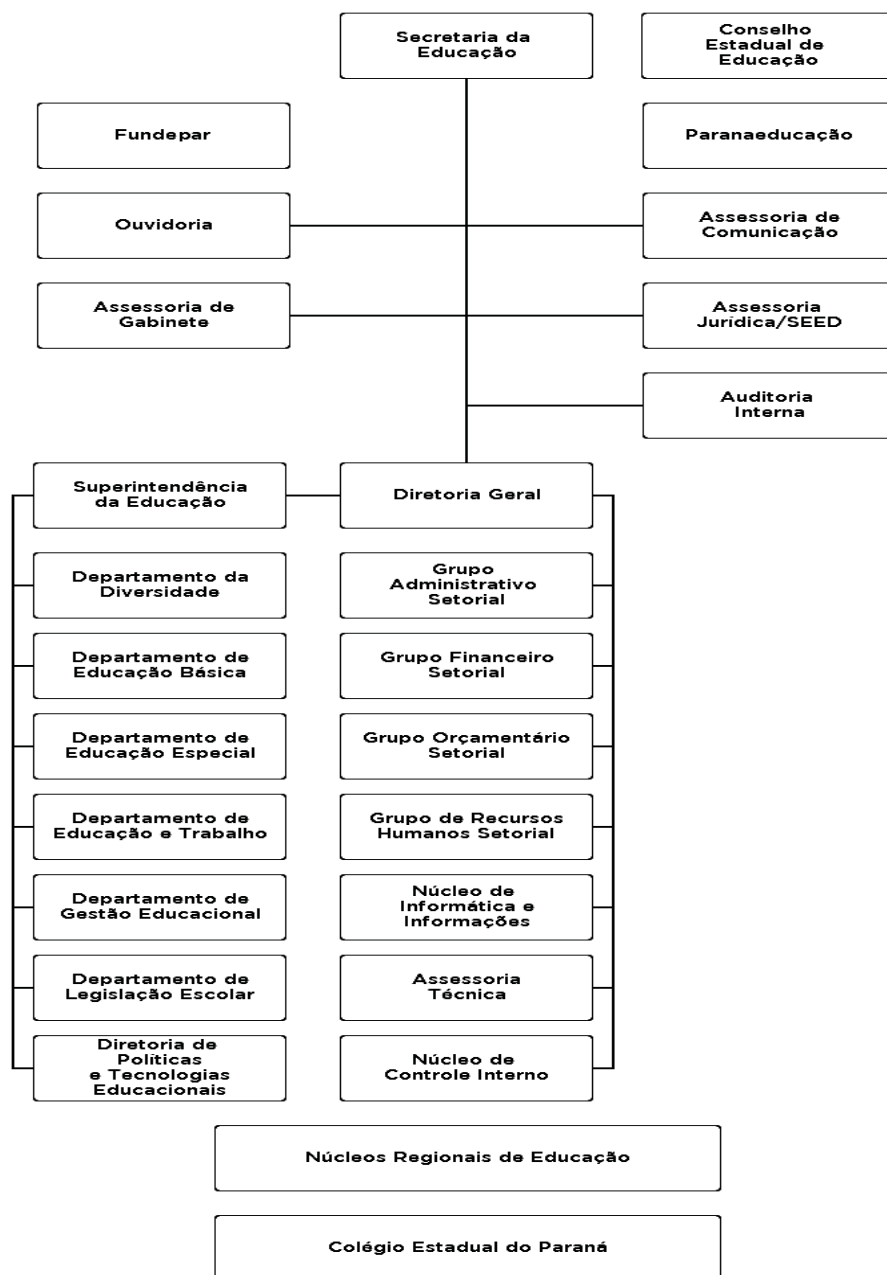 Secretaria da
Educação
Conselho
Estadual de
Educação
Fundepar
Paranaeducação
Ouvidoria
Assessoria de
Comunicação
Assessoria de
Gabinete
Assessoria
Jurídica/SEED
Auditoria
Interna
Superintendência
da Educação
Diretoria Geral
Departamento da
Diversidade
Grupo
Administrativo
Setorial
Departamento de
Educação Básica
Grupo Financeiro
Setorial
Departamento de
Educação Especial
Grupo Orçamentário
Setorial
Departamento de
Educação e Trabalho
Grupo de Recursos
Humanos Setorial
Departamento de
Gestão Educacional
Núcleo de
Informática e
Informações
Departamento de
Legislação Escolar
Assessoria
Técnica
Diretoria de
Políticas
e Tecnologias
Educacionais
Núcleo de
Controle Interno
Núcleos Regionais de Educação
Colégio Estadual do Paraná